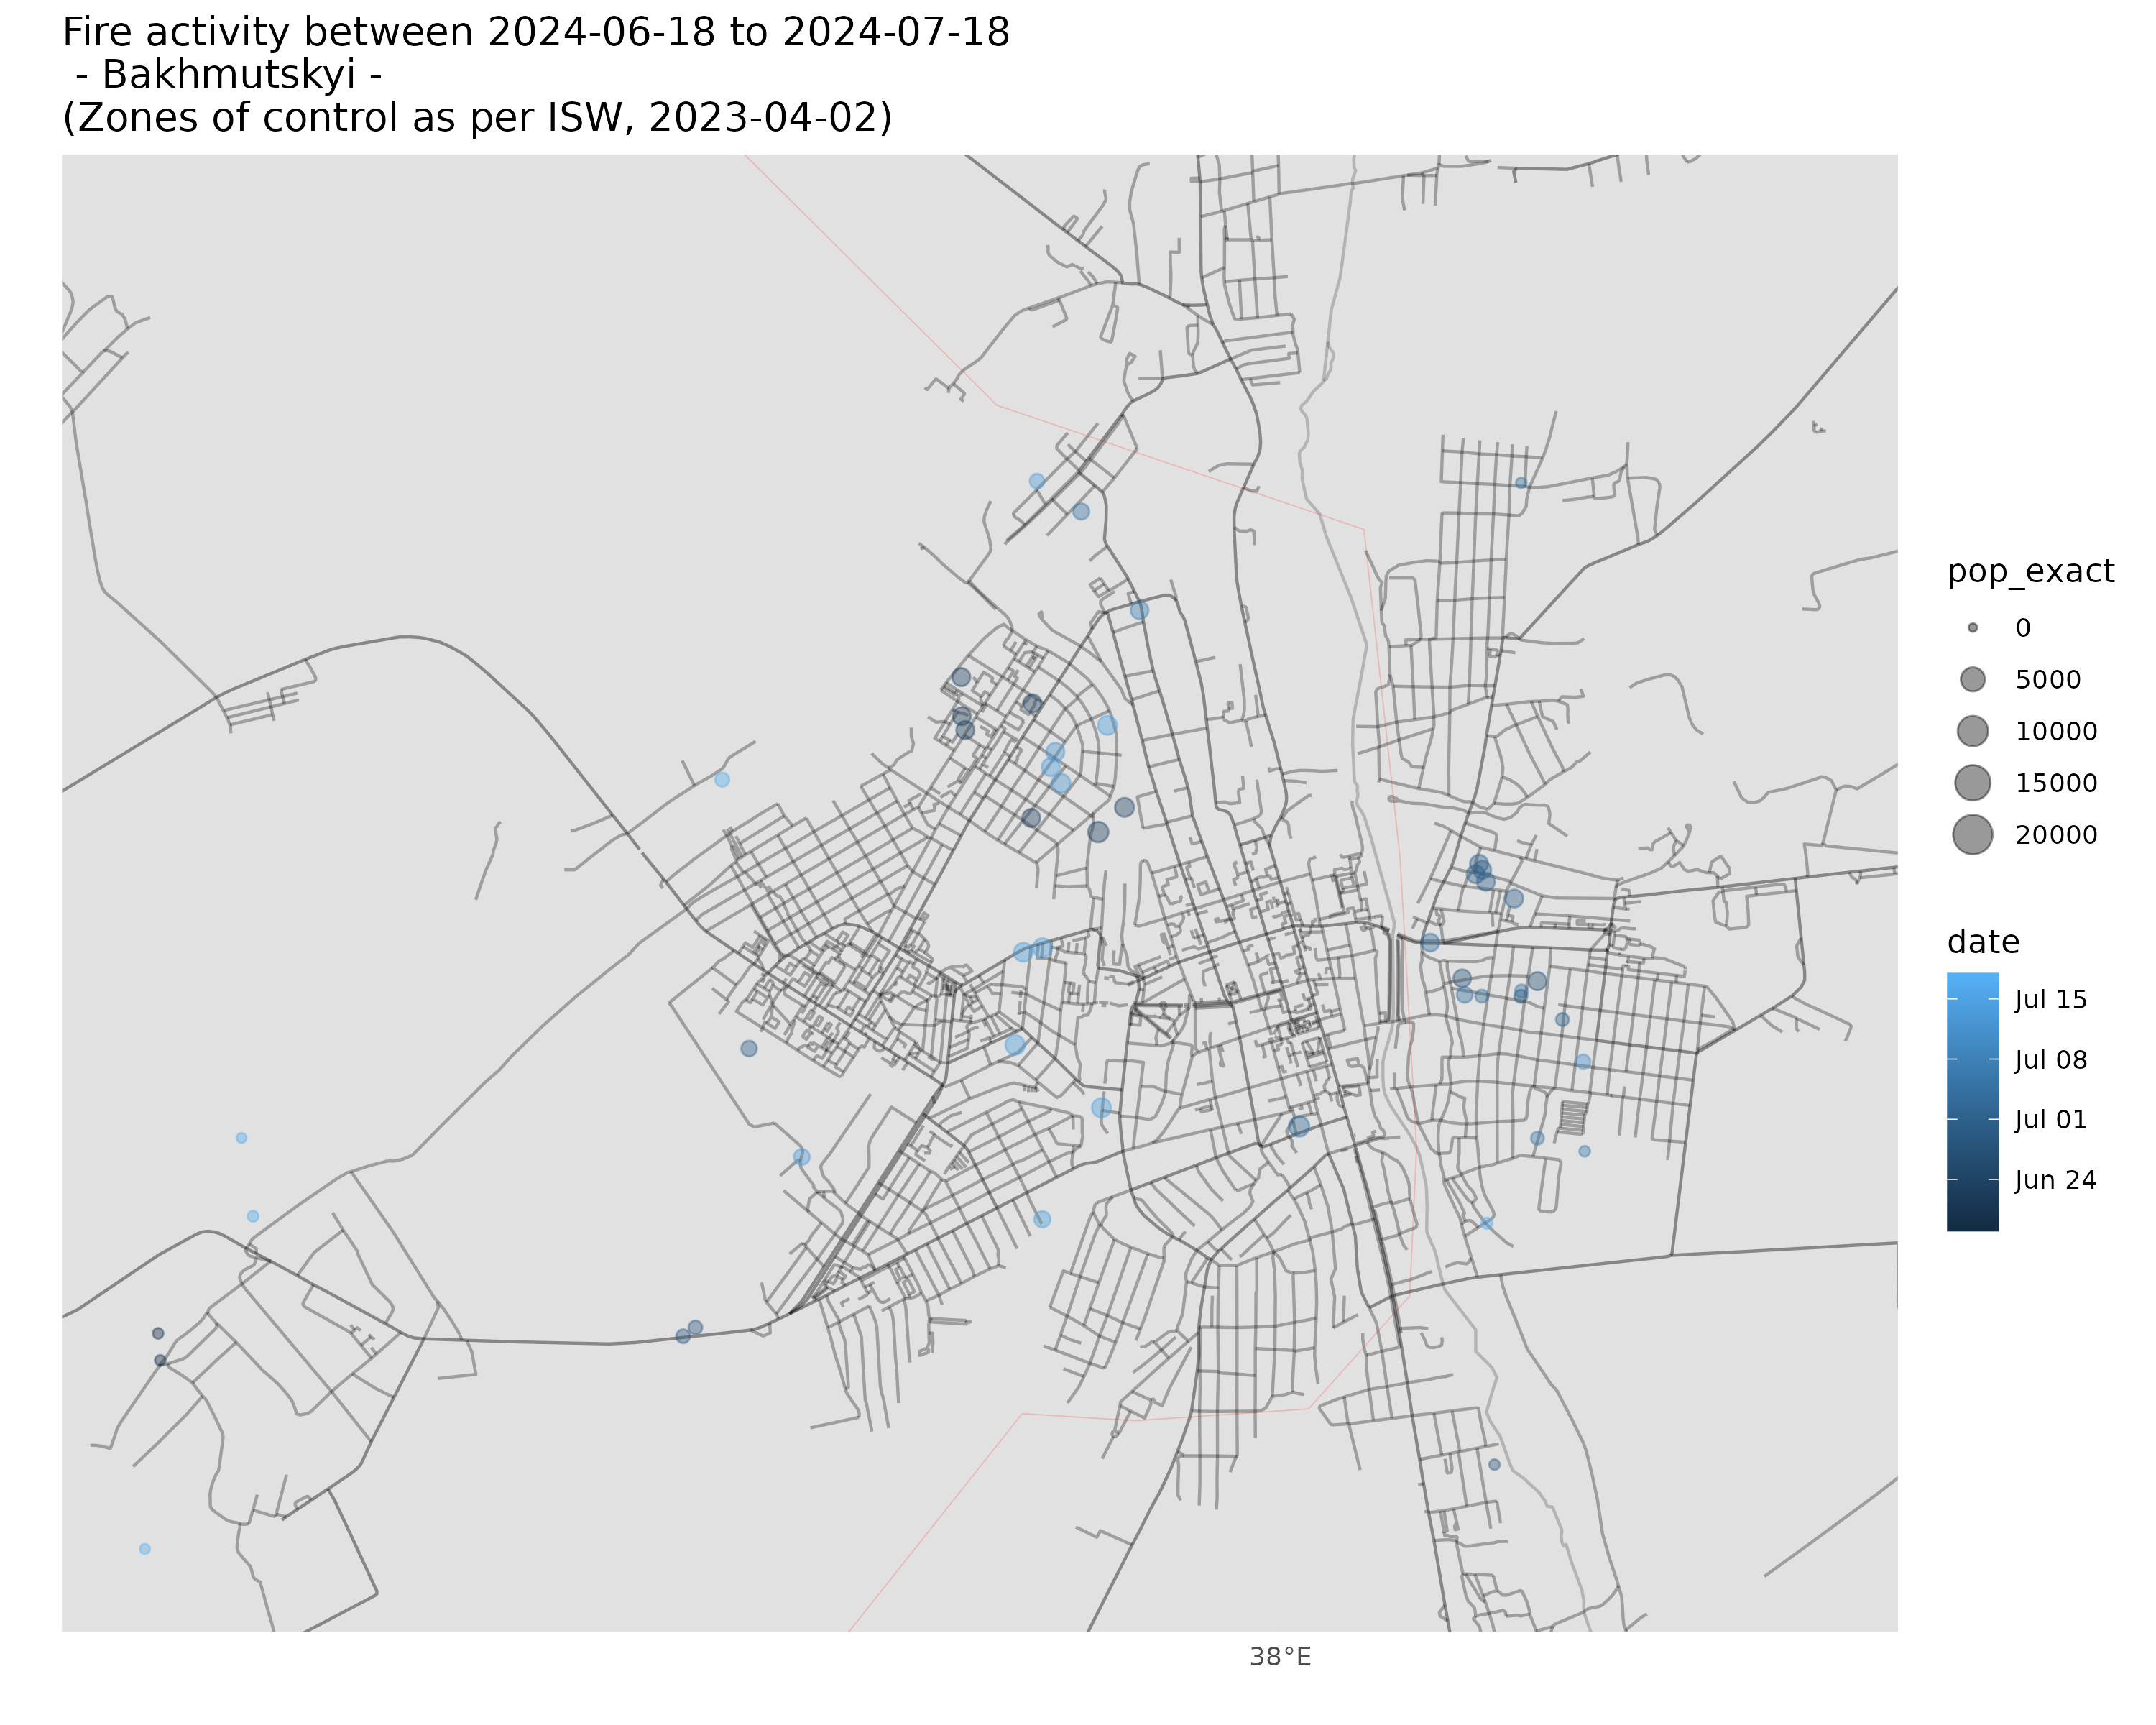 Fire activity between 2024-06-18 to 2024-07-18
- Bakhmutskyi -
(Zones of control as per ISW, 2023-04-02)
pop_exact
0
5000
10000
15000
20000
date
Jul 15
Jul 08
Jul 01
Jun 24
38°E